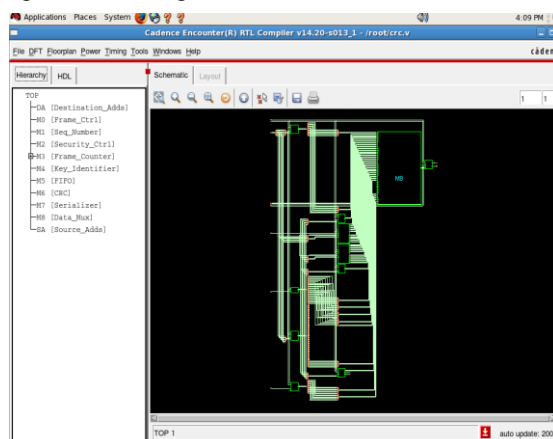 Applications Places System 4:09 PM
Cadence Encounter(R) RTL Compiler v14.20-s013_1 - /root/crc.v
File DFT Floorplan Power Timing Tools Windows Help cāden
Hierarchy HDL Schematic Layout
1 1
TOP
DA [Destination_Adds]
M0 [Frame_Ctrl]
M1 [Seq_Number]
M2 [Security_Ctrl]
M3 [Frame_Counter]
M4 [Key_Identifier]
M5 [FIFO]
M6 [CRC]
M7 [Serializer]
M8 [Data_Mux]
SA [Source_Adds]
M8
TOP 1 auto update: 200